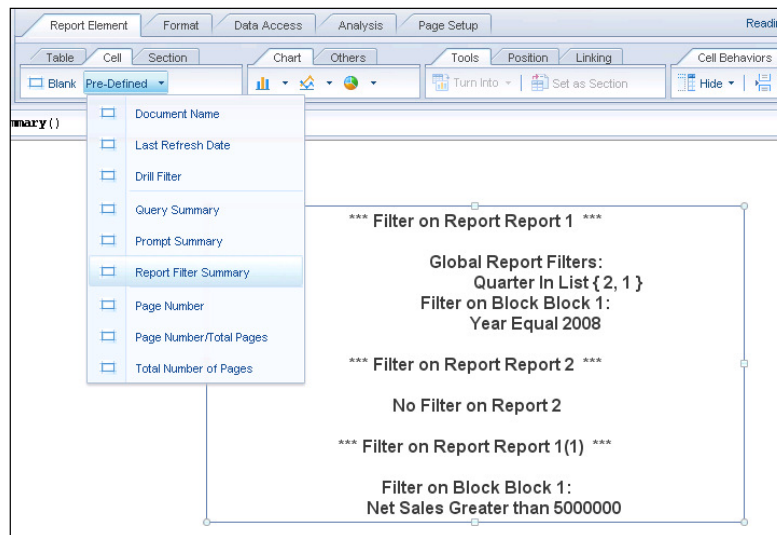 Report Element Format Data Access Analysis Page Setup Readin
Table Cell Section Chart Others Tools Position Linking Cell Behaviors
Blank Pre-Defined Turn Into Set as Section Hide
mmary()
Document Name
Last Refresh Date
Drill Filter
Query Summary
Prompt Summary
Report Filter Summary
Page Number
Page Number/Total Pages
Total Number of Pages
*** Filter on Report Report 1 ***
Global Report Filters:
Quarter In List { 2, 1 }
Filter on Block Block 1:
Year Equal 2008
*** Filter on Report Report 2 ***
No Filter on Report 2
*** Filter on Report Report 1(1) ***
Filter on Block Block 1:
Net Sales Greater than 5000000